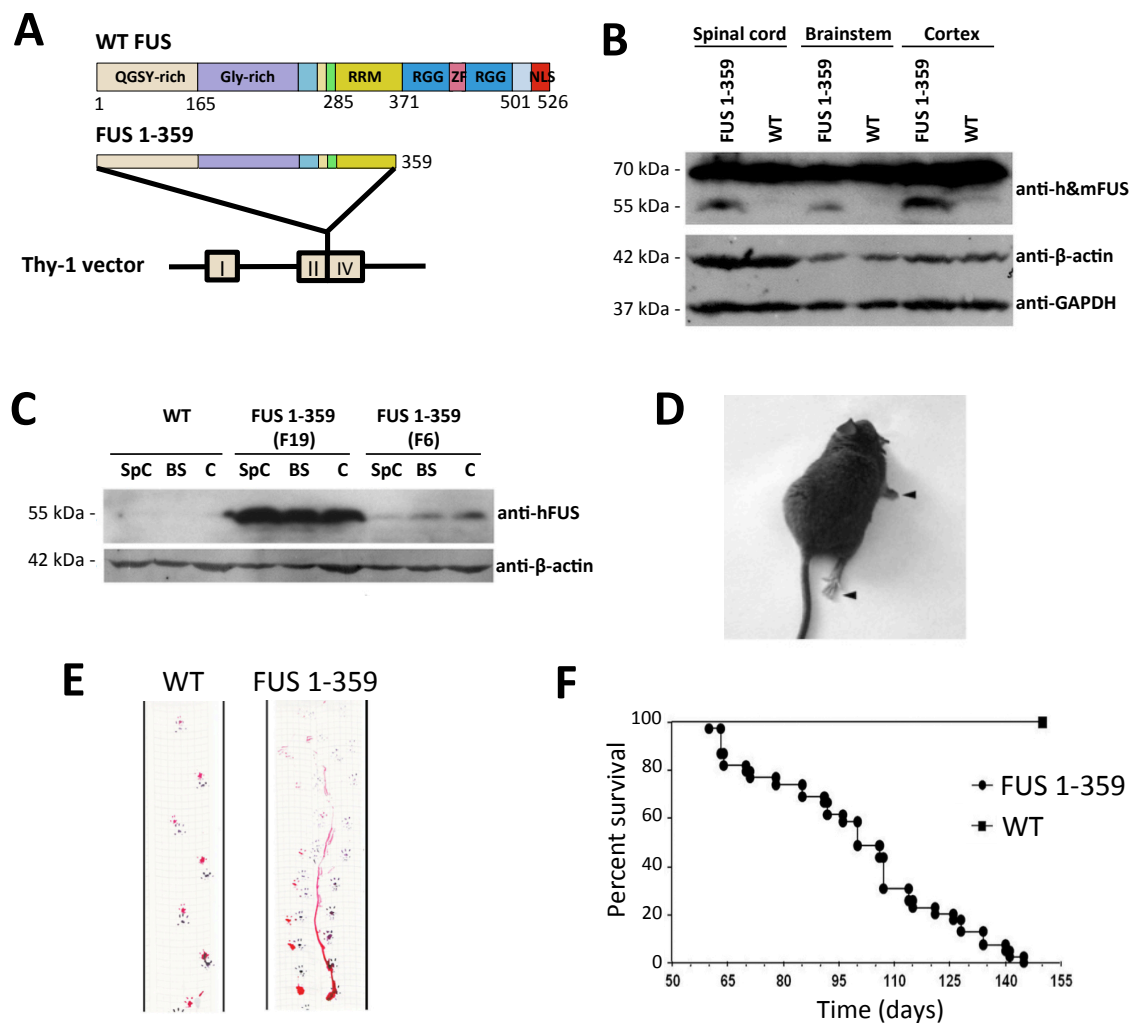 A
WT FUS
QGSY-rich Gly-rich RRM RGG ZF RGG NLS
1 165 285 371 501 526
FUS 1-359
359
Thy-1 vector I II IV
B
Spinal cord Brainstem Cortex
FUS 1-359 WT FUS 1-359 WT FUS 1-359 WT
70 kDa -
anti-h&mFUS
55 kDa -
42 kDa - anti-β-actin
37 kDa - anti-GAPDH
C
WT FUS 1-359 FUS 1-359
(F19) (F6)
SpC BS C SpC BS C SpC BS C
55 kDa - anti-hFUS
42 kDa - anti-β-actin
D
E
WT FUS 1-359
F
Percent survival
100
80
60
40
20
0
50 65 80 95 110 125 140 155
Time (days)
FUS 1-359
WT